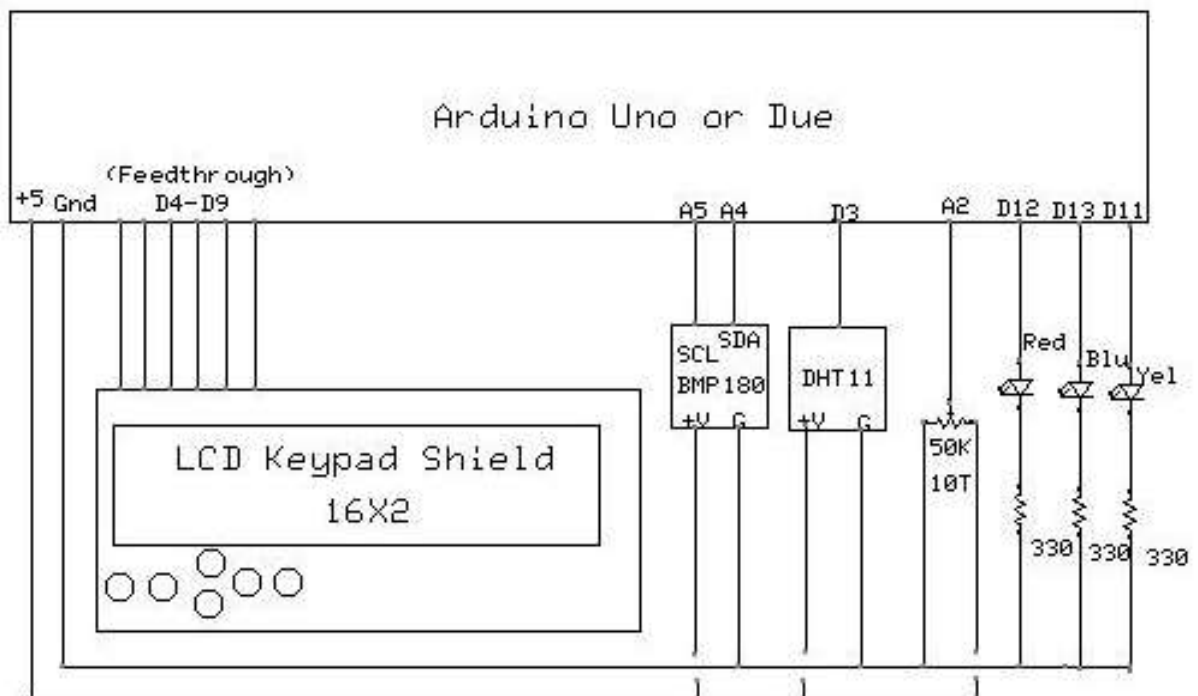 Arduino Uno or Due
(Feedthrough)
+5 Gnd D4-D9 A5 A4 D3 A2 D12 D13 D11
Red
Blu
Yel
SCL SDA
BMP180
+V G
DHT11
+V G
50K
10T
330 330 330
LCD Keypad Shield
16X2